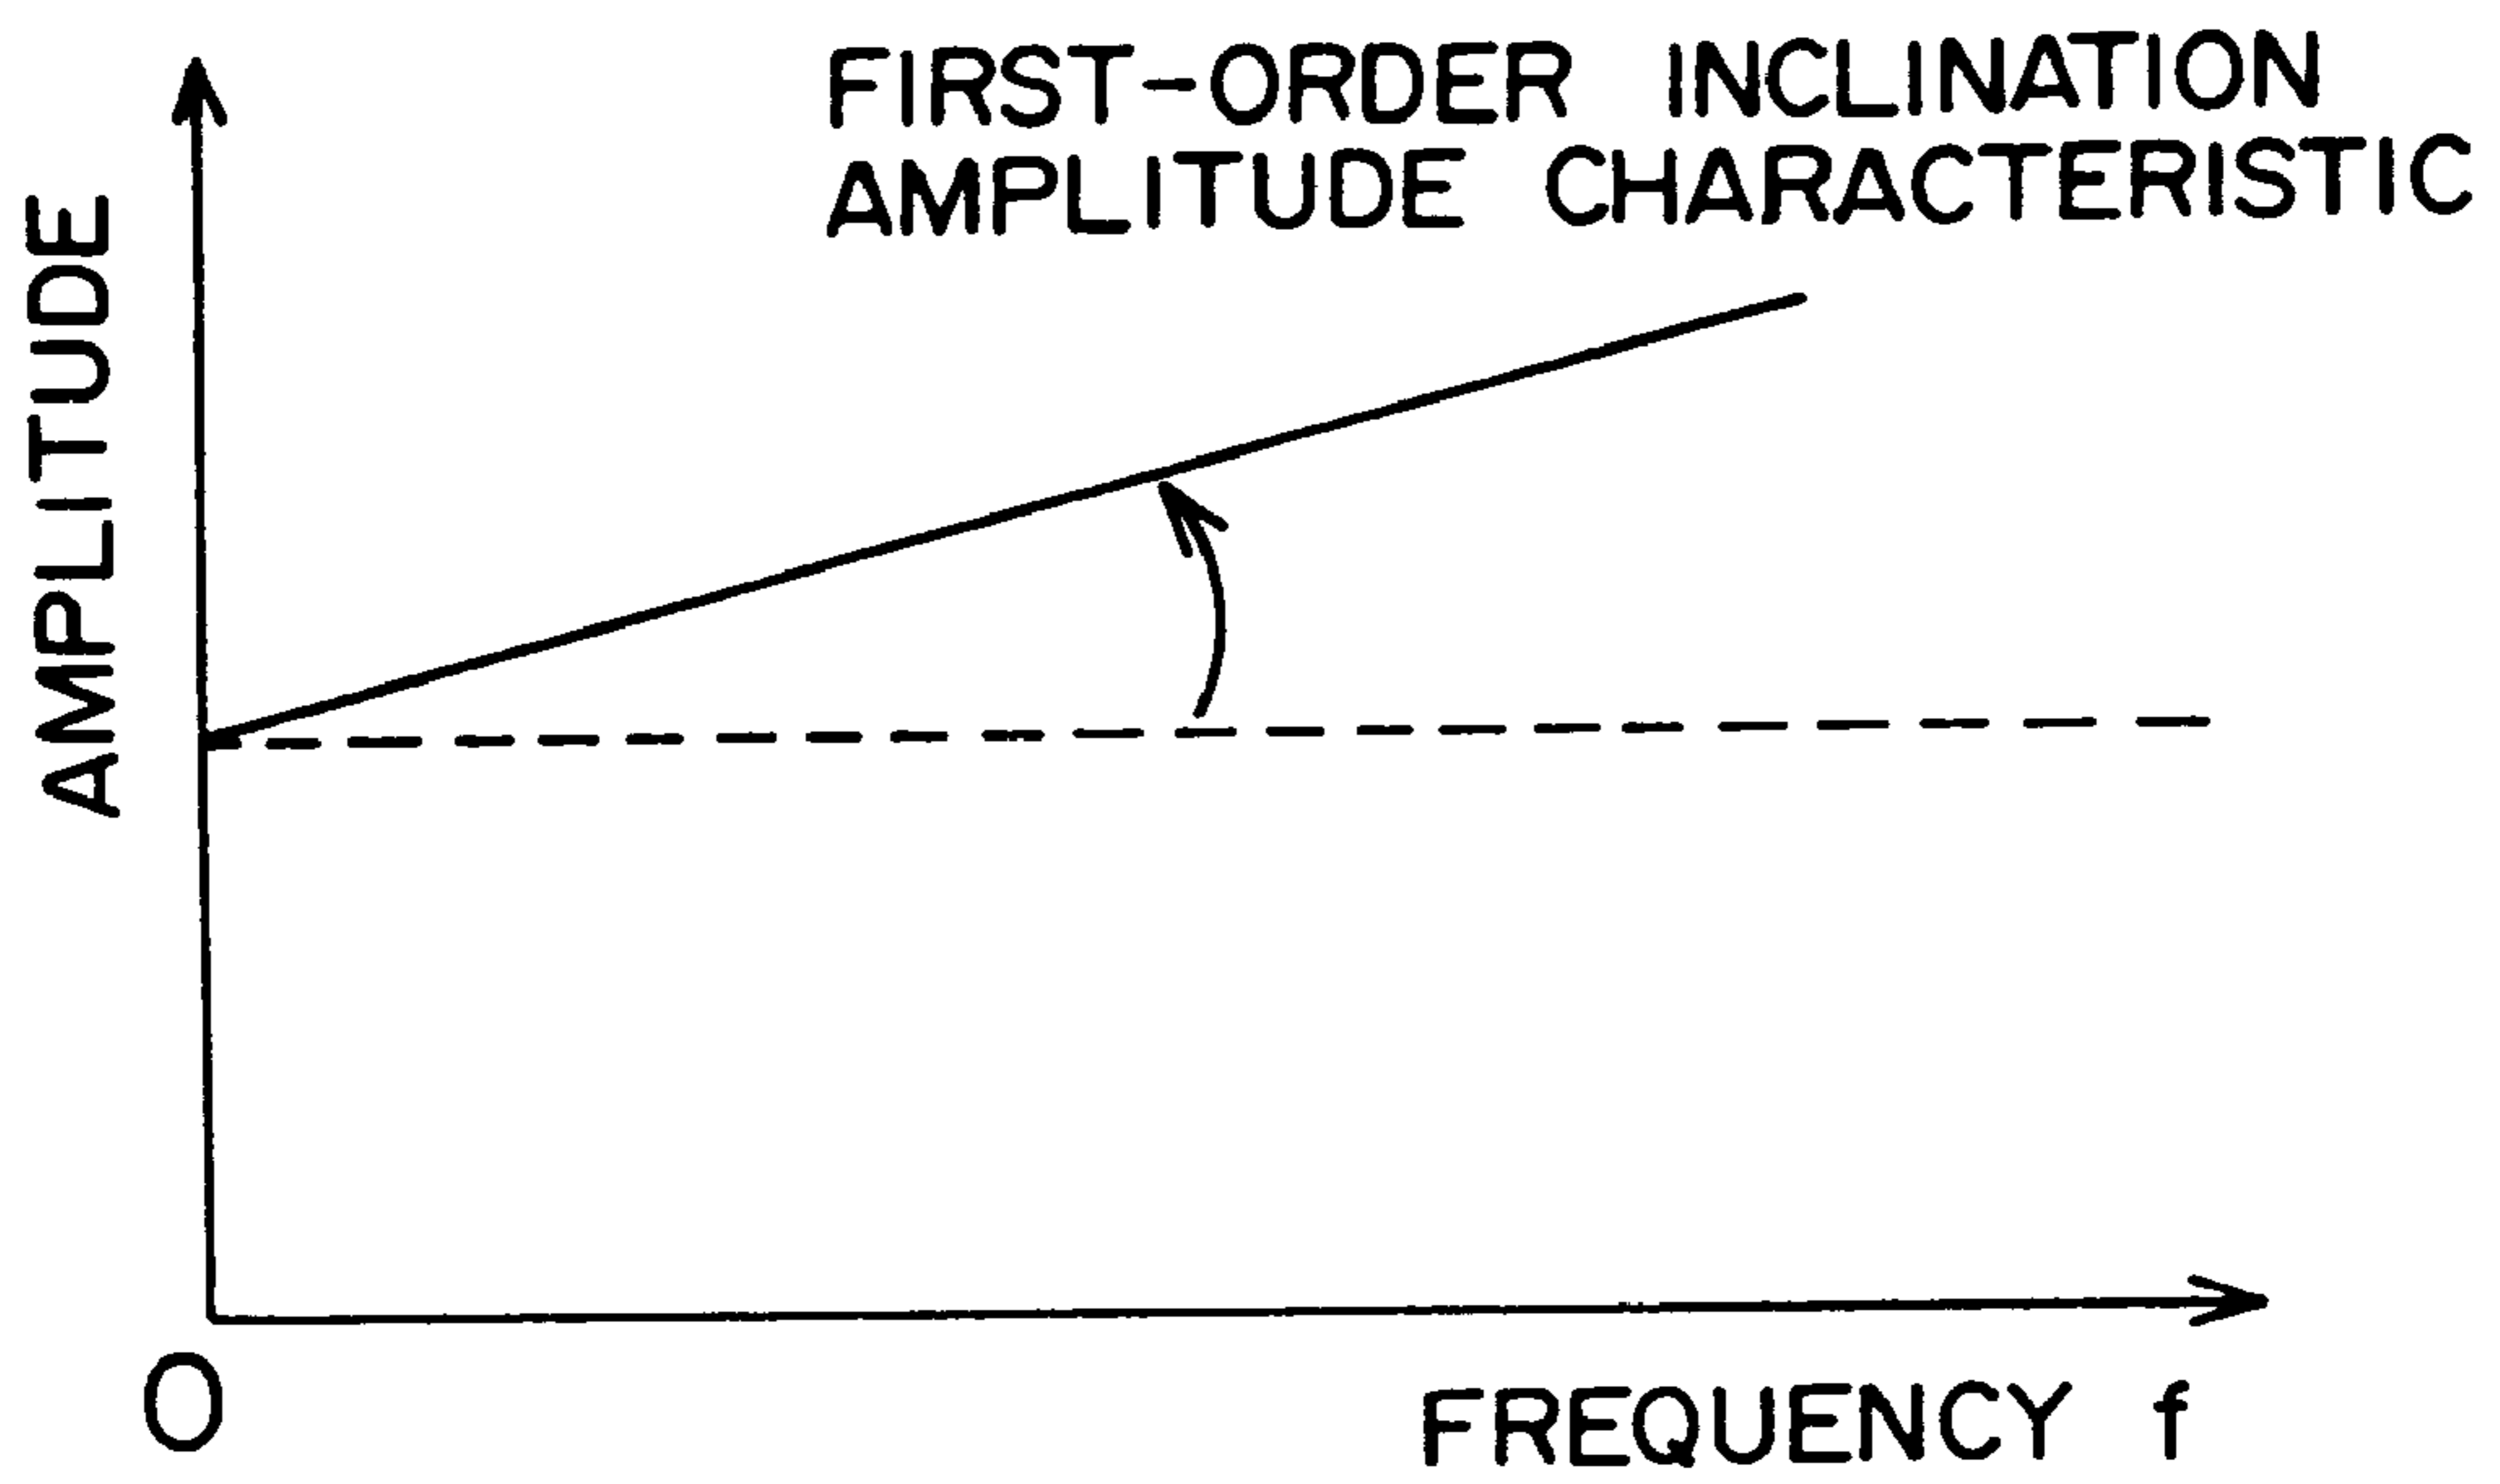 FIRST-ORDER INCLINATION
AMPLITUDE CHARACTERISTIC
AMPLITUDE
O
FREQUENCY f